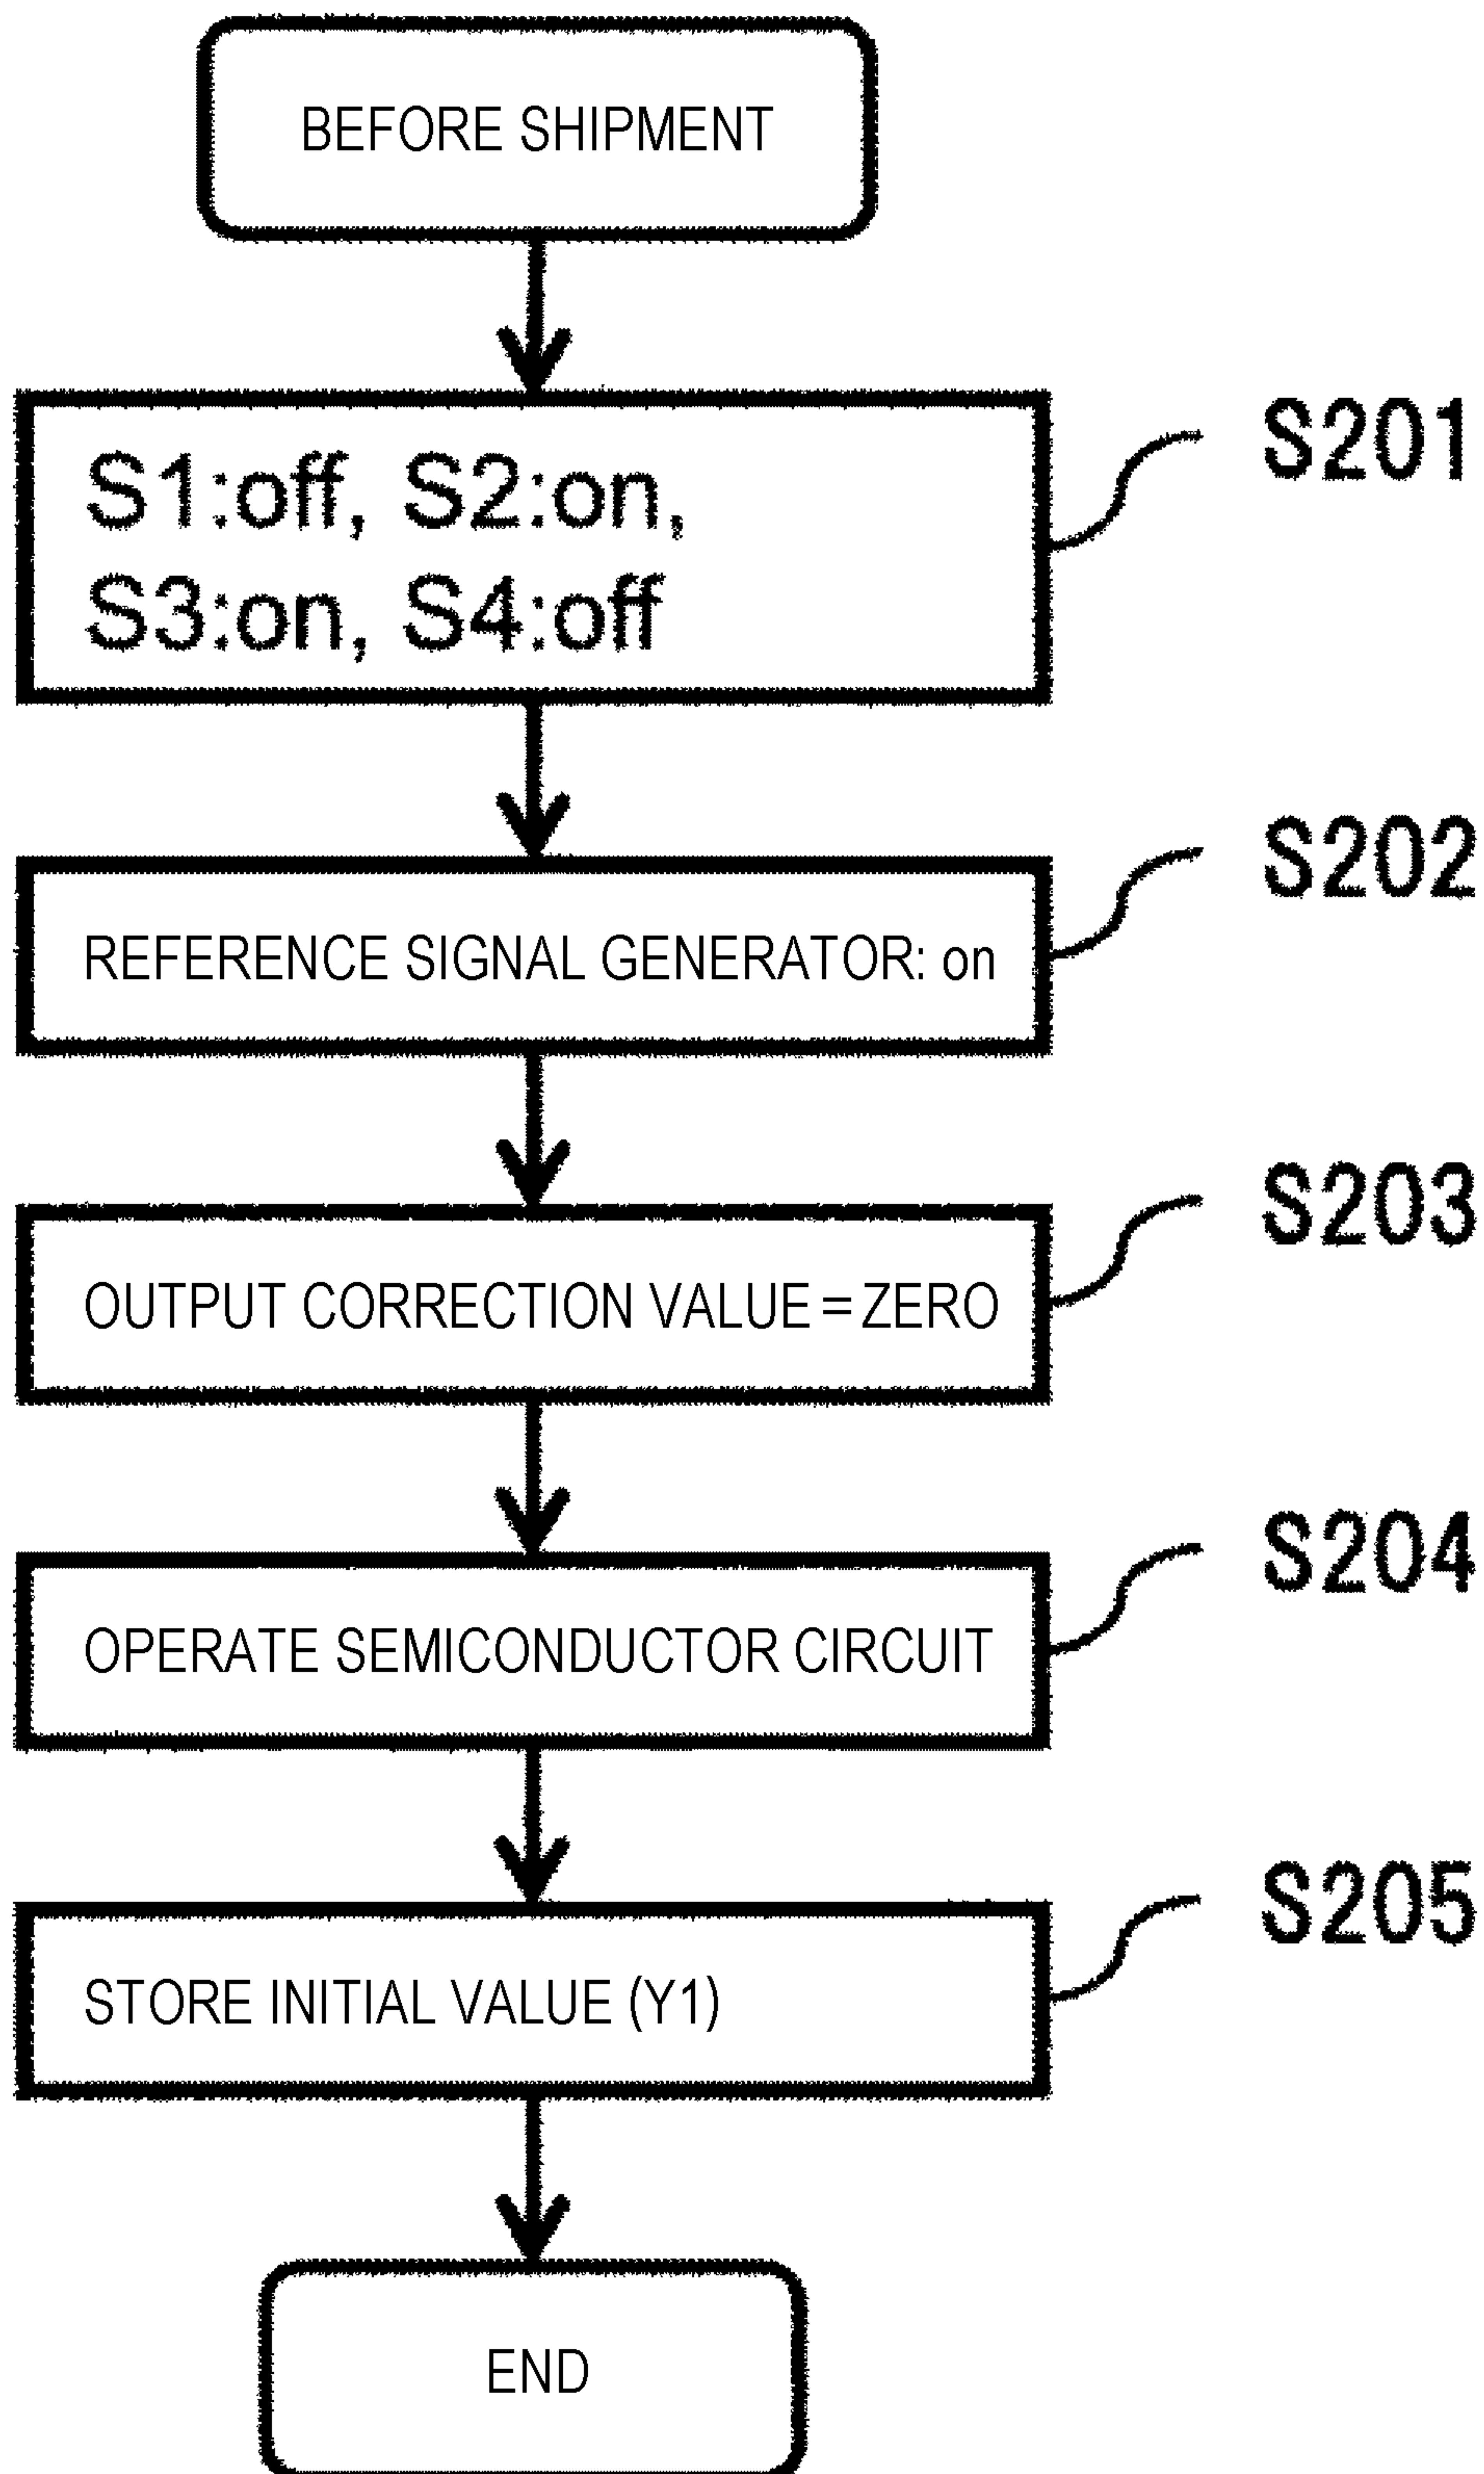 BEFORE SHIPMENT
S1:off, S2:on,
S3:on, S4:off
S201
REFERENCE SIGNAL GENERATOR: on
S202
OUTPUT CORRECTION VALUE = ZERO
S203
OPERATE SEMICONDUCTOR CIRCUIT
S204
STORE INITIAL VALUE (Y1)
S205
END